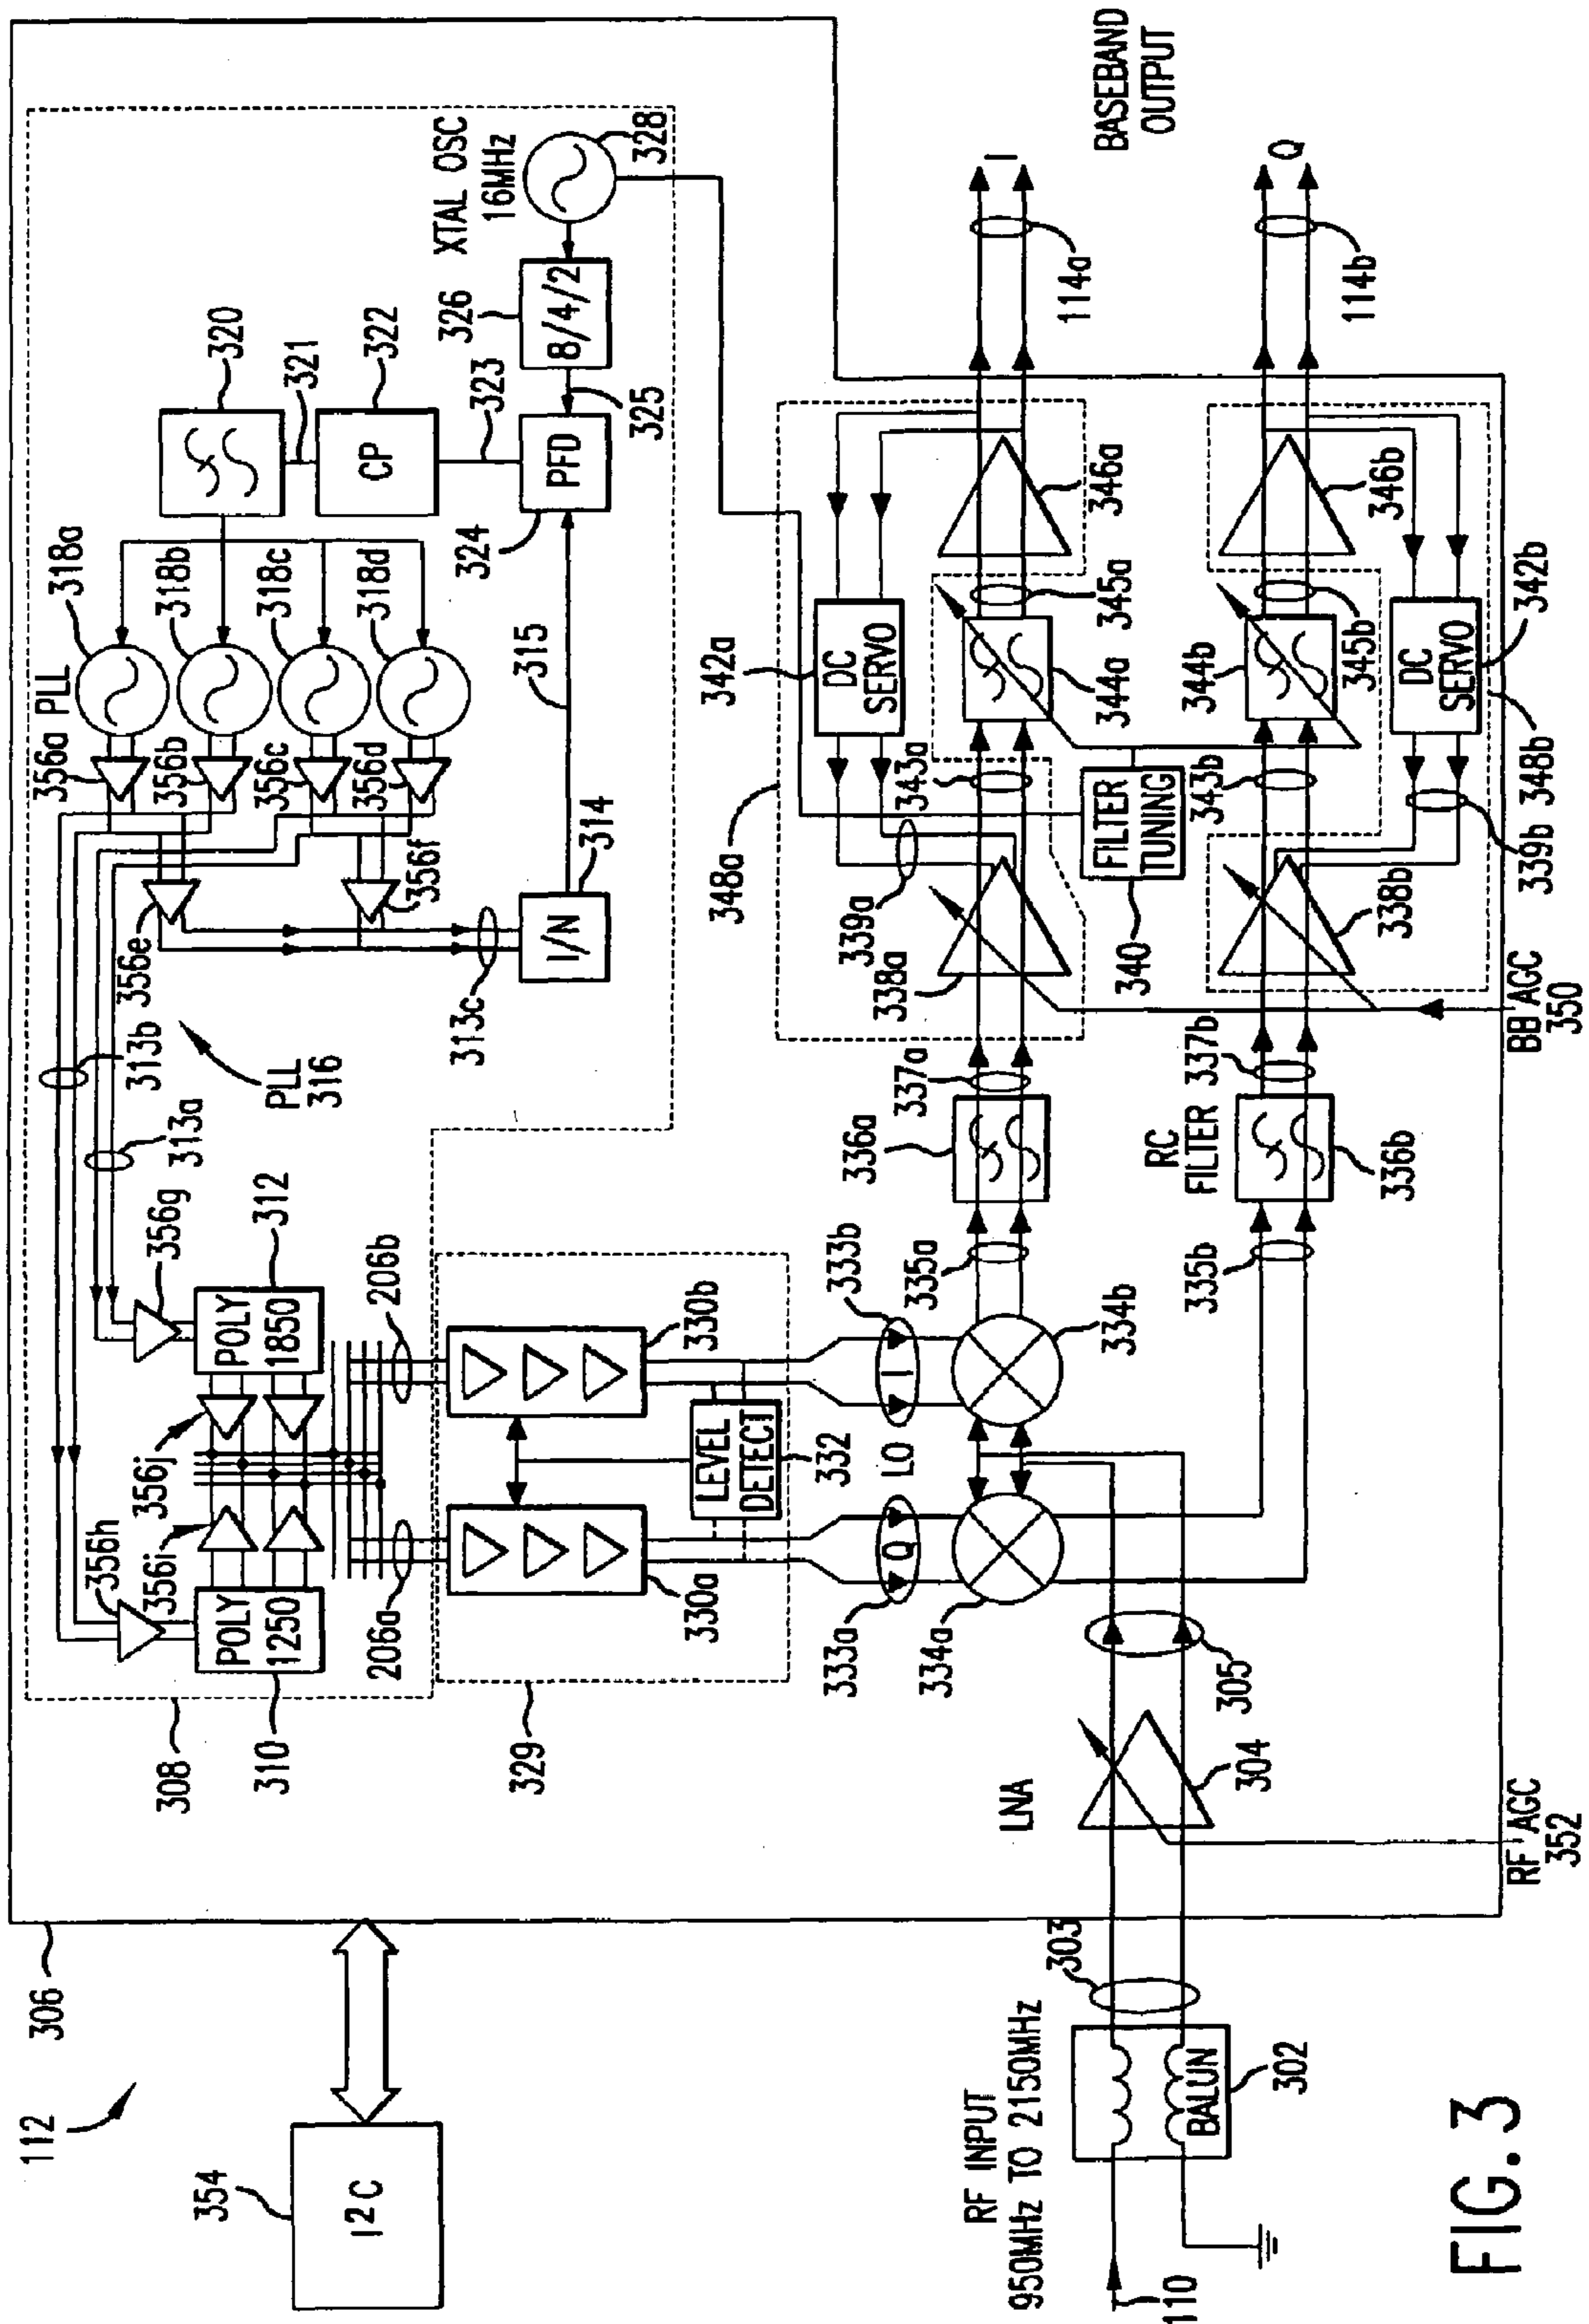 112
354
I²C
306
308
356h
POLY
1250
310
356i
356j
356g
POLY
1850
312
313a
313b
PLL
316
356e
356a
356b
356c
356d
356f
PLL
318a
318b
318c
318d
313c
1/N
314
315
320
321
CP
322
323
PFD
324
325
8/4/2
326
XTAL OSC
16MHz
328
206a
206b
330a
330b
LEVEL
DETECT
332
329
Q
I
LO
333a
333b
334a
334b
335a
335b
336a
RC
FILTER
336b
337a
337b
348a
339a
338a
DC
SERVO
342a
343a
344a
345a
346a
FILTER
TUNING
340
338b
343b
344b
345b
346b
DC
SERVO
342b
339b
348b
BB AGC
350
I
114a
Q
114b
BASEBAND
OUTPUT
RF INPUT
950MHz TO 2150MHz
110
BALUN
302
303
LNA
304
305
RF AGC
352
FIG.3